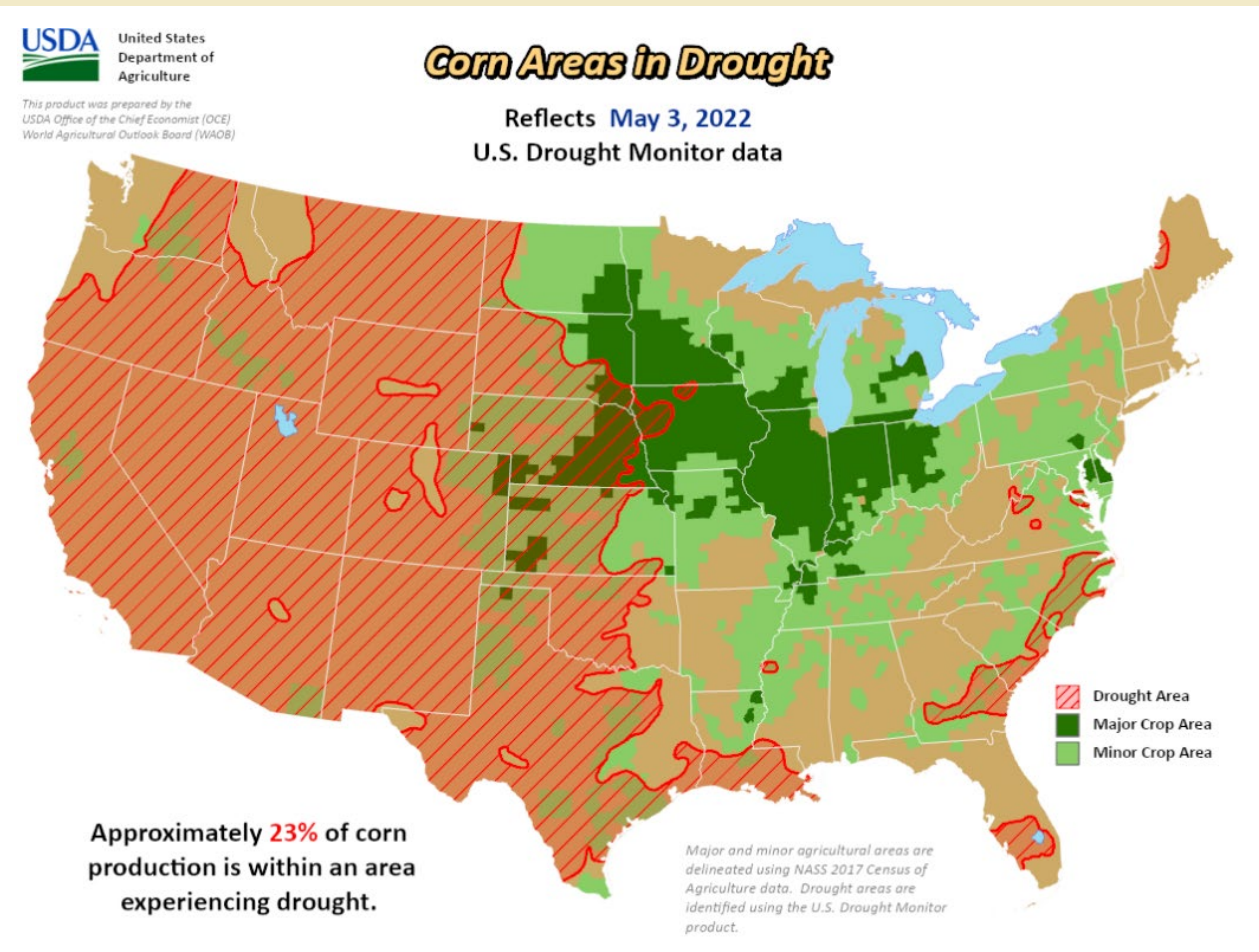 USDA
United States
Department of
Agriculture
This product was prepared by the
USDA Office of the Chief Economist (OCE)
World Agricultural Outlook Board (WAOB)
Corn Areas in Drought
Reflects May 3, 2022
U.S. Drought Monitor data
Drought Area
Major Crop Area
Minor Crop Area
Approximately 23% of corn
production is within an area
experiencing drought.
Major and minor agricultural areas are
delineated using NASS 2017 Census of
Agriculture data. Drought areas are
identified using the U.S. Drought Monitor
product.